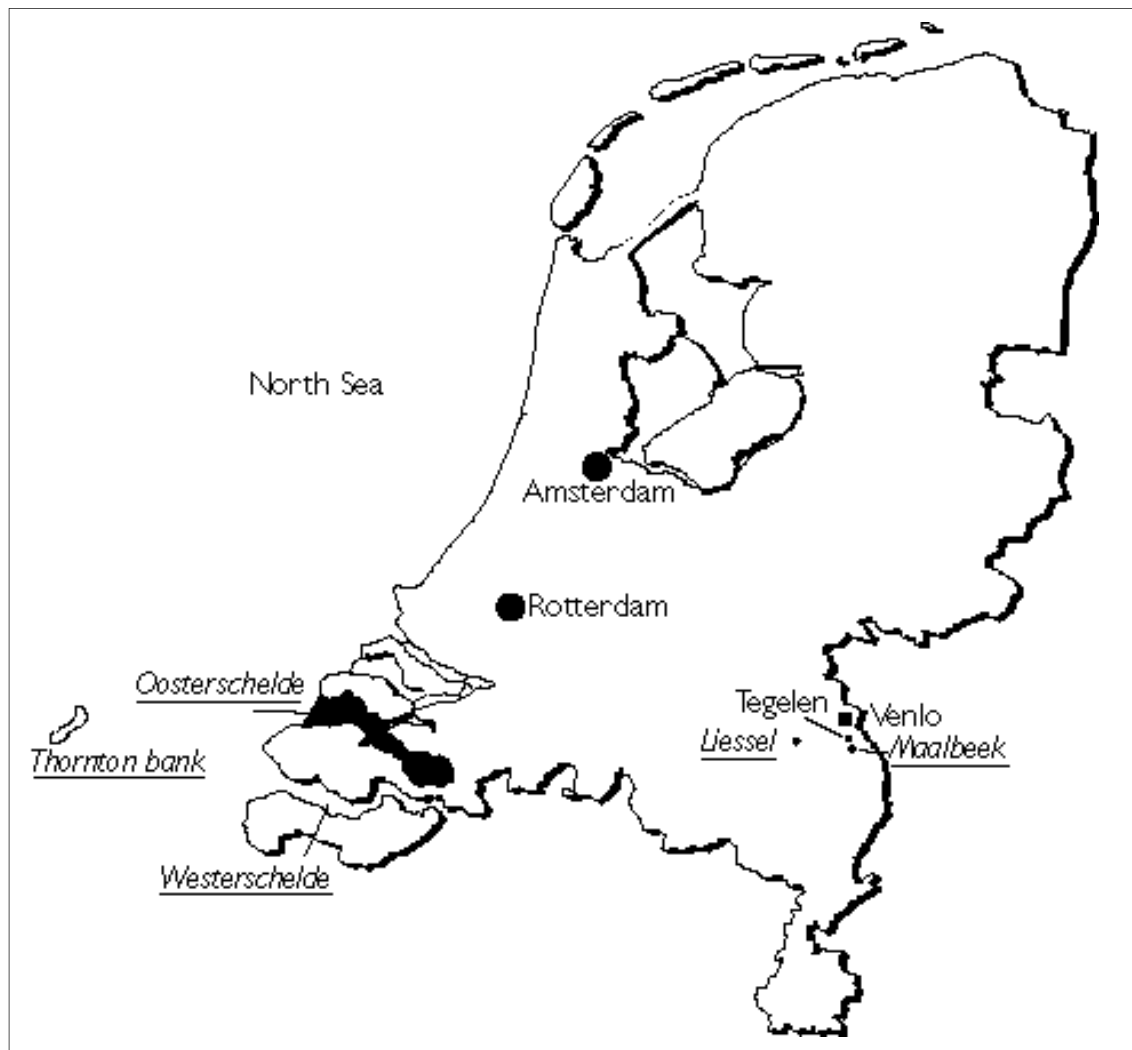 North Sea
Amsterdam
Rotterdam
Oosterschelde
Tegelen
Venlo
Liessel
Maalbeek
Thornton bank
Westerschelde